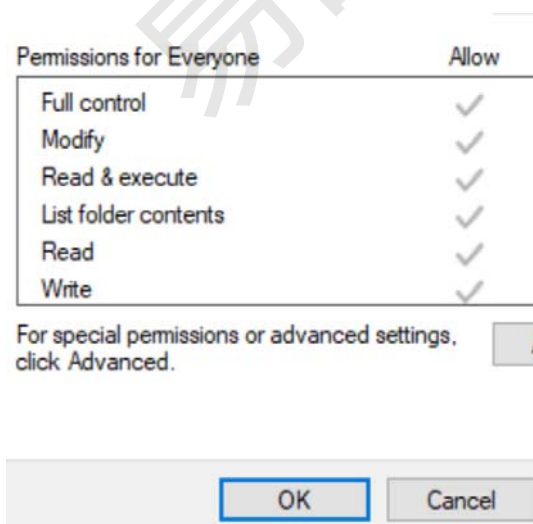 易
Permissions for Everyone Allow
Full control
Modify
Read & execute
List folder contents
Read
Write
For special permissions or advanced settings,
click Advanced.
OK Cancel